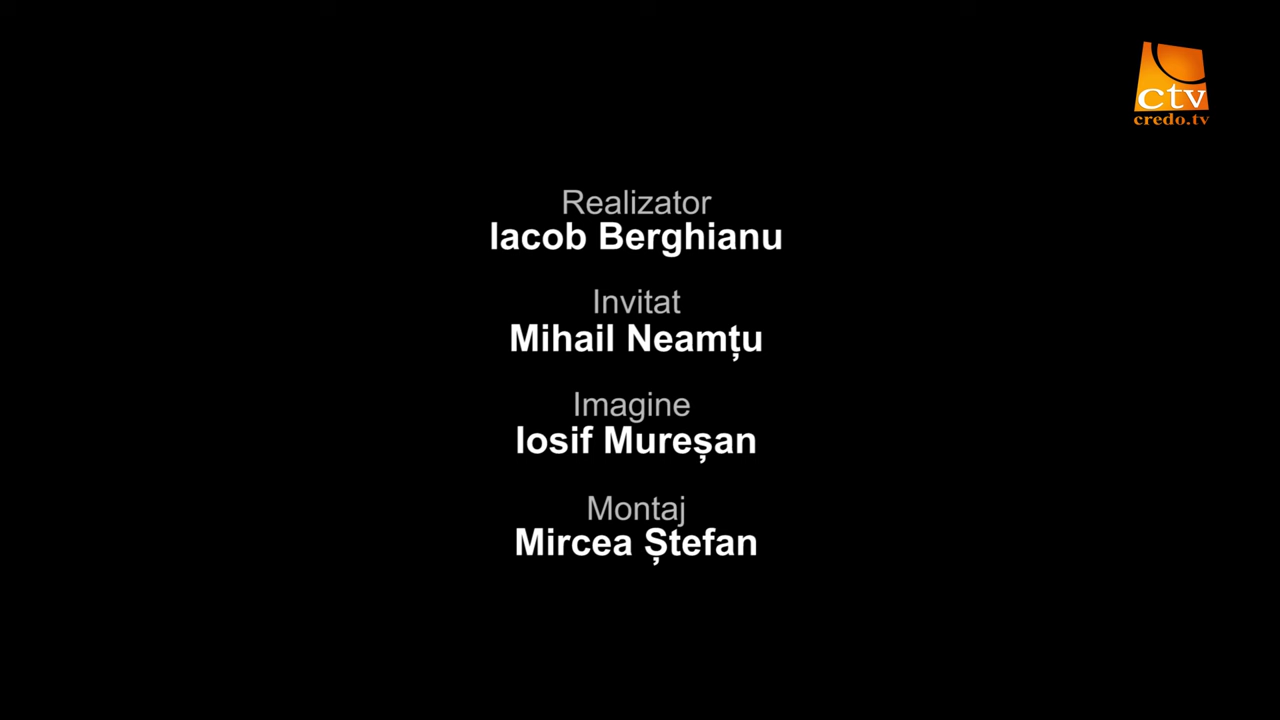 ctv
credo.tv
Realizator
Iacob Berghianu
Invitat
Mihail Neamțu
Imagine
Iosif Mureșan
Montaj
Mircea Ștefan